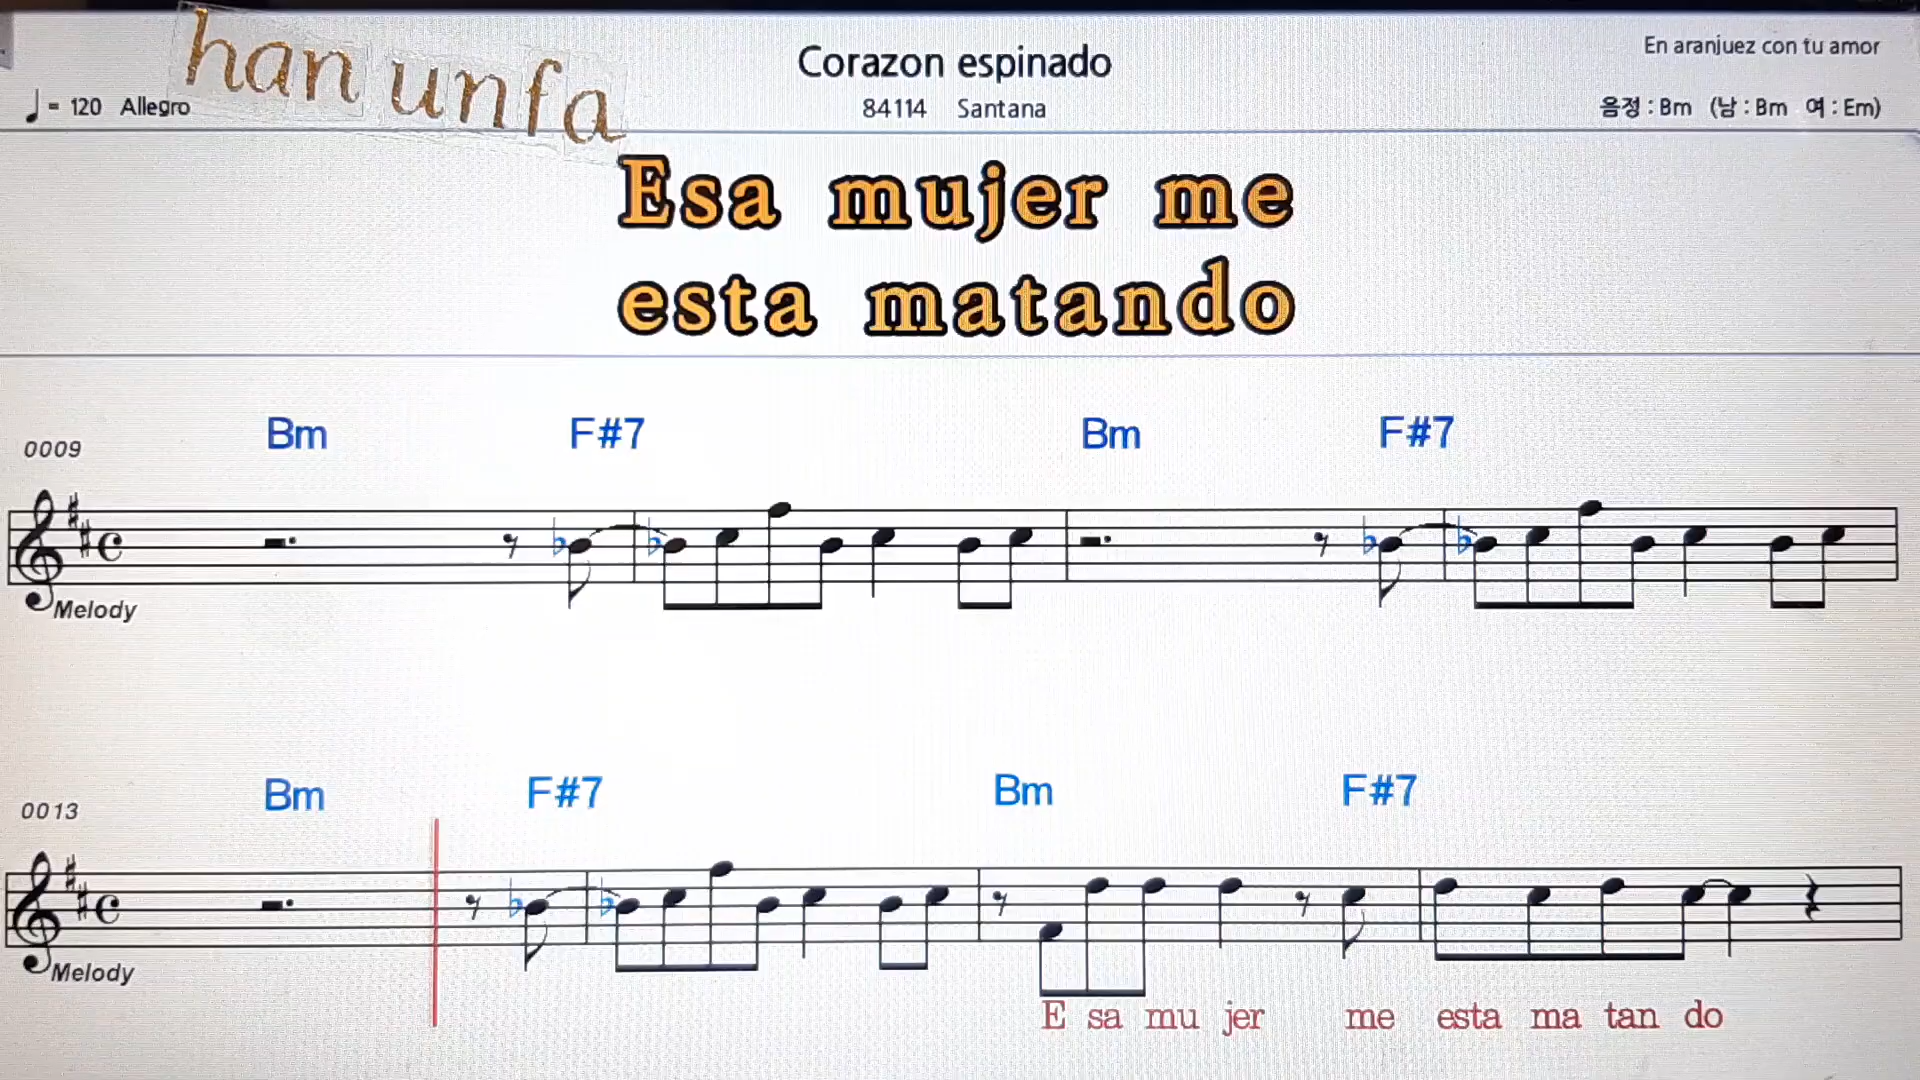 han unfa
Corazon espinado
En aranjuez con tu amor
♩= 120 Allegro
84114 Santana
음정 : Bm (남 : Bm 여 : Em)
Esa mujer me
esta matando
Bm F#7 Bm F#7
0009
Melody
Bm F#7 Bm F#7
0013
Melody
E sa mu jer me esta ma tan do